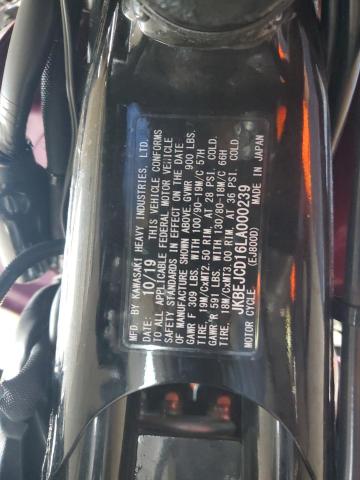 MFD. BY KAWASAKI HEAVY INDUSTRIES, LTD.
DATE: 10/19 THIS VEHICLE CONFORMS
TO ALL APPLICABLE FEDERAL MOTOR VEHICLE
SAFETY STANDARDS IN EFFECT ON THE DATE
OF MANUFACTURE SHOWN ABOVE. GVWR 900 LBS.
GAWR F 309 LBS. WITH 100/90-19M/C 57H
TIRE, 19M/CxMT2.50 RIM, AT 29 PSI. COLD.
GAWR R 591 LBS. WITH 130/80-18M/C 66H
TIRE, 18M/CxMT3.00 RIM, AT 36 PSI. COLD.
JKBEJCD16LA000239
MOTOR CYCLE (EJ800D) MADE IN JAPAN